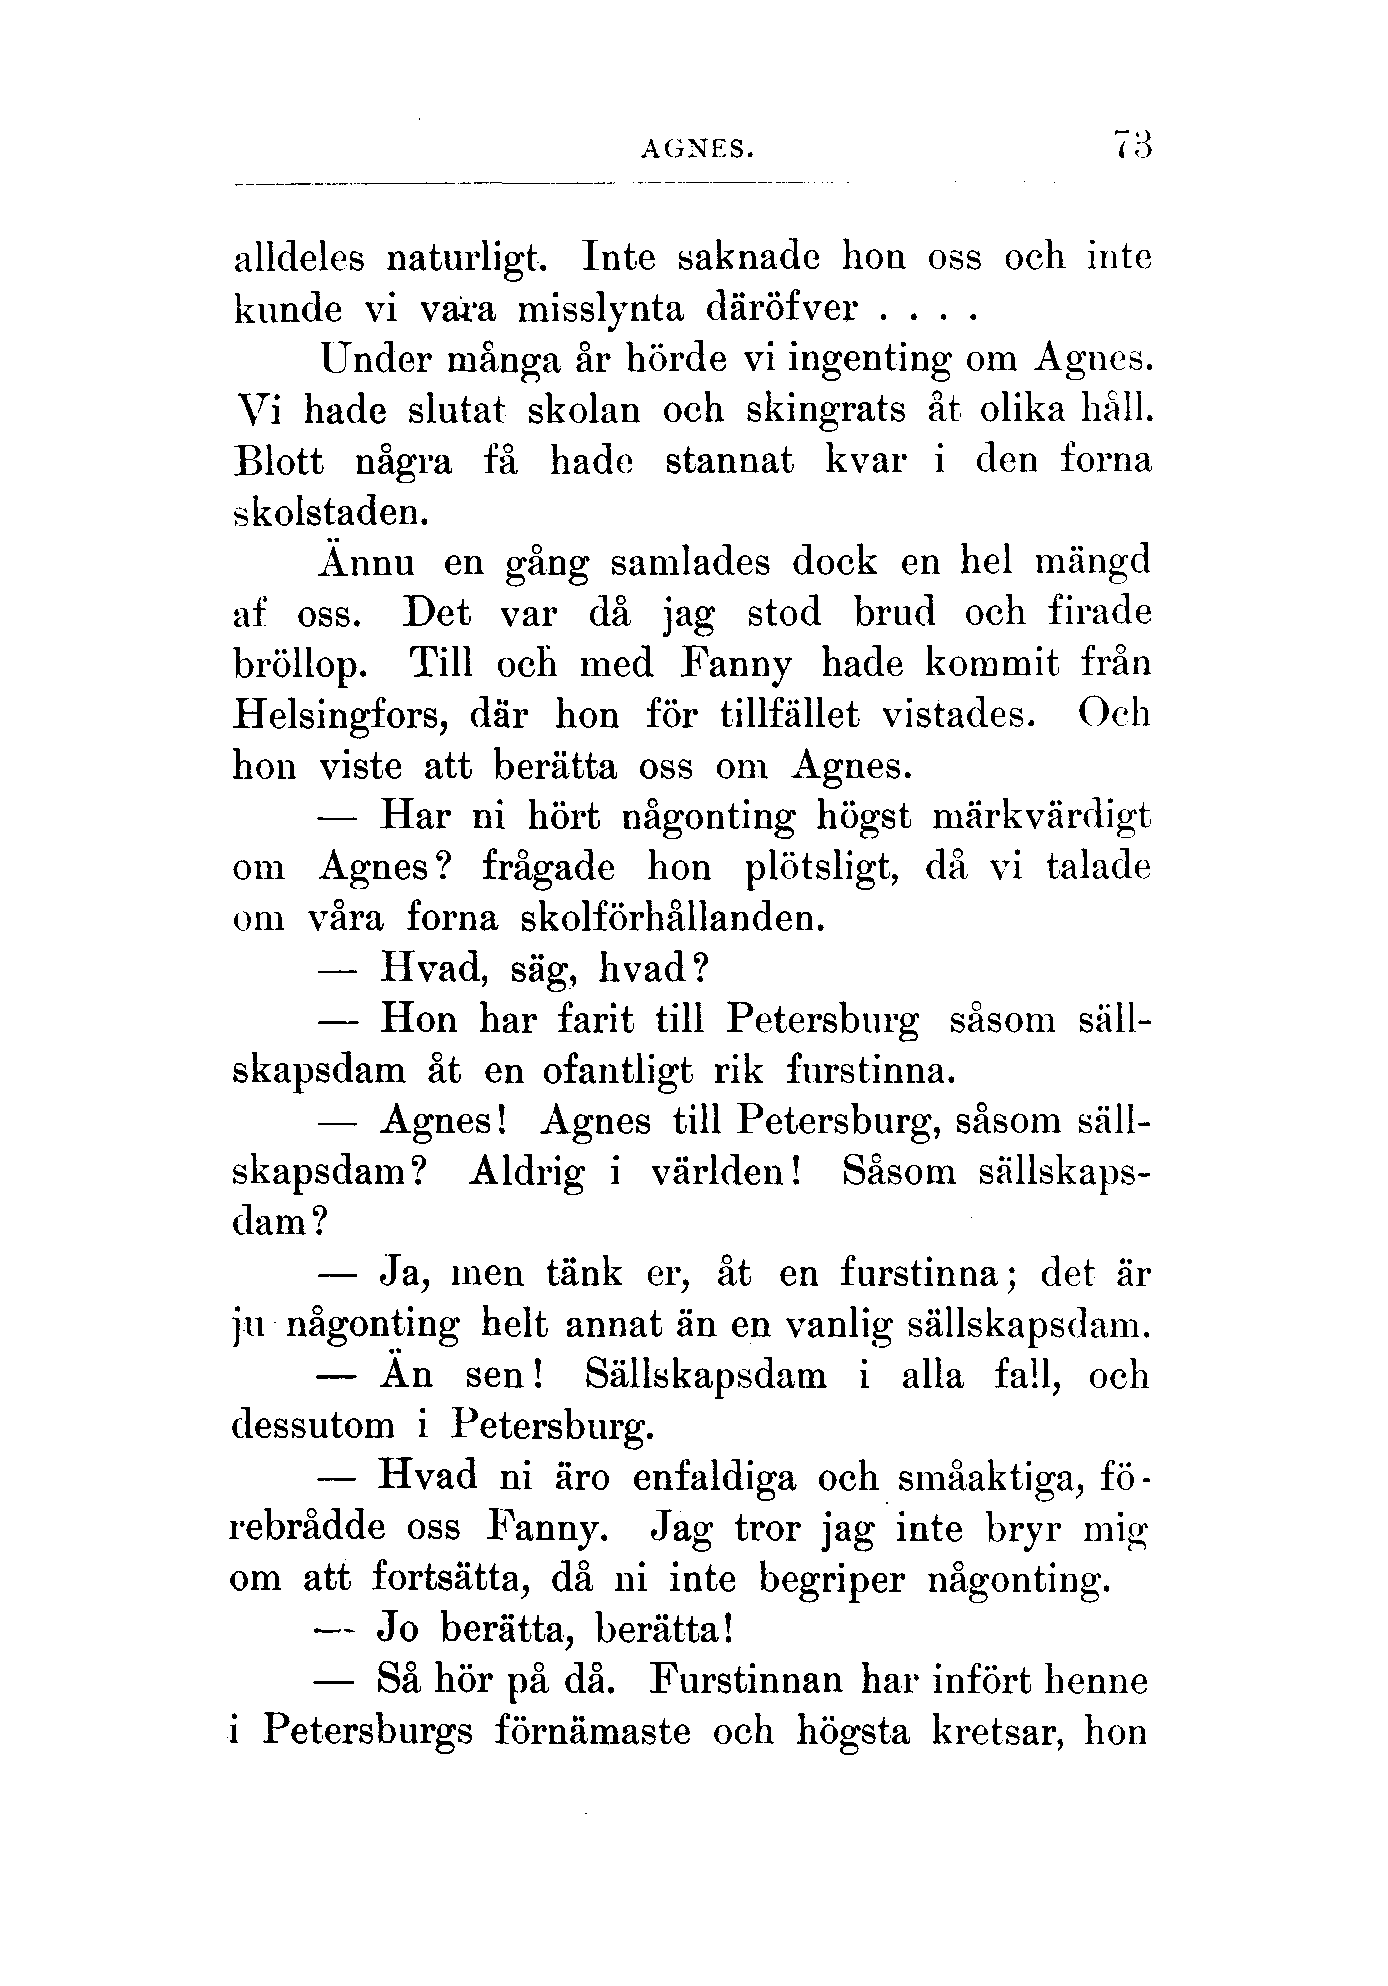 AGNES. 73
alldeles naturligt. Inte saknade hon oss och inte
kunde vi vara misslynta däröfver . . . .
Under många år hörde vi ingenting om Agnes.
Vi hade slutat skolan och skingrats åt olika håll.
Blott några få hade stannat kvar i den forna
skolstaden.
Ännu en gång samlades dock en hel mängd
af oss. Det var då jag stod brud och firade
bröllop. Till och med Fanny hade kommit från
Helsingfors, där hon för tillfället vistades. Och
hon viste att berätta oss om Agnes.
— Har ni hört någonting högst märkvärdigt
om Agnes? frågade hon plötsligt, då vi talade
om våra forna skolförhållanden.
— Hvad, säg, hvad?
— Hon har farit till Petersburg såsom säll-
skapsdam åt en ofantligt rik furstinna.
— Agnes! Agnes till Petersburg, såsom säll-
skapsdam? Aldrig i världen! Såsom sällskaps-
dam?
— Ja, men tänk er, åt en furstinna; det är
ju någonting helt annat än en vanlig sällskapsdam.
— Än sen! Sällskapsdam i alla fall, och
dessutom i Petersburg.
— Hvad ni äro enfaldiga och småaktiga, fö-
rebrådde oss Fanny. Jag tror jag inte bryr mig
om att fortsätta, då ni inte begriper någonting.
— Jo berätta, berätta!
— Så hör på då. Furstinnan har infört henne
i Petersburgs förnämaste och högsta kretsar, hon